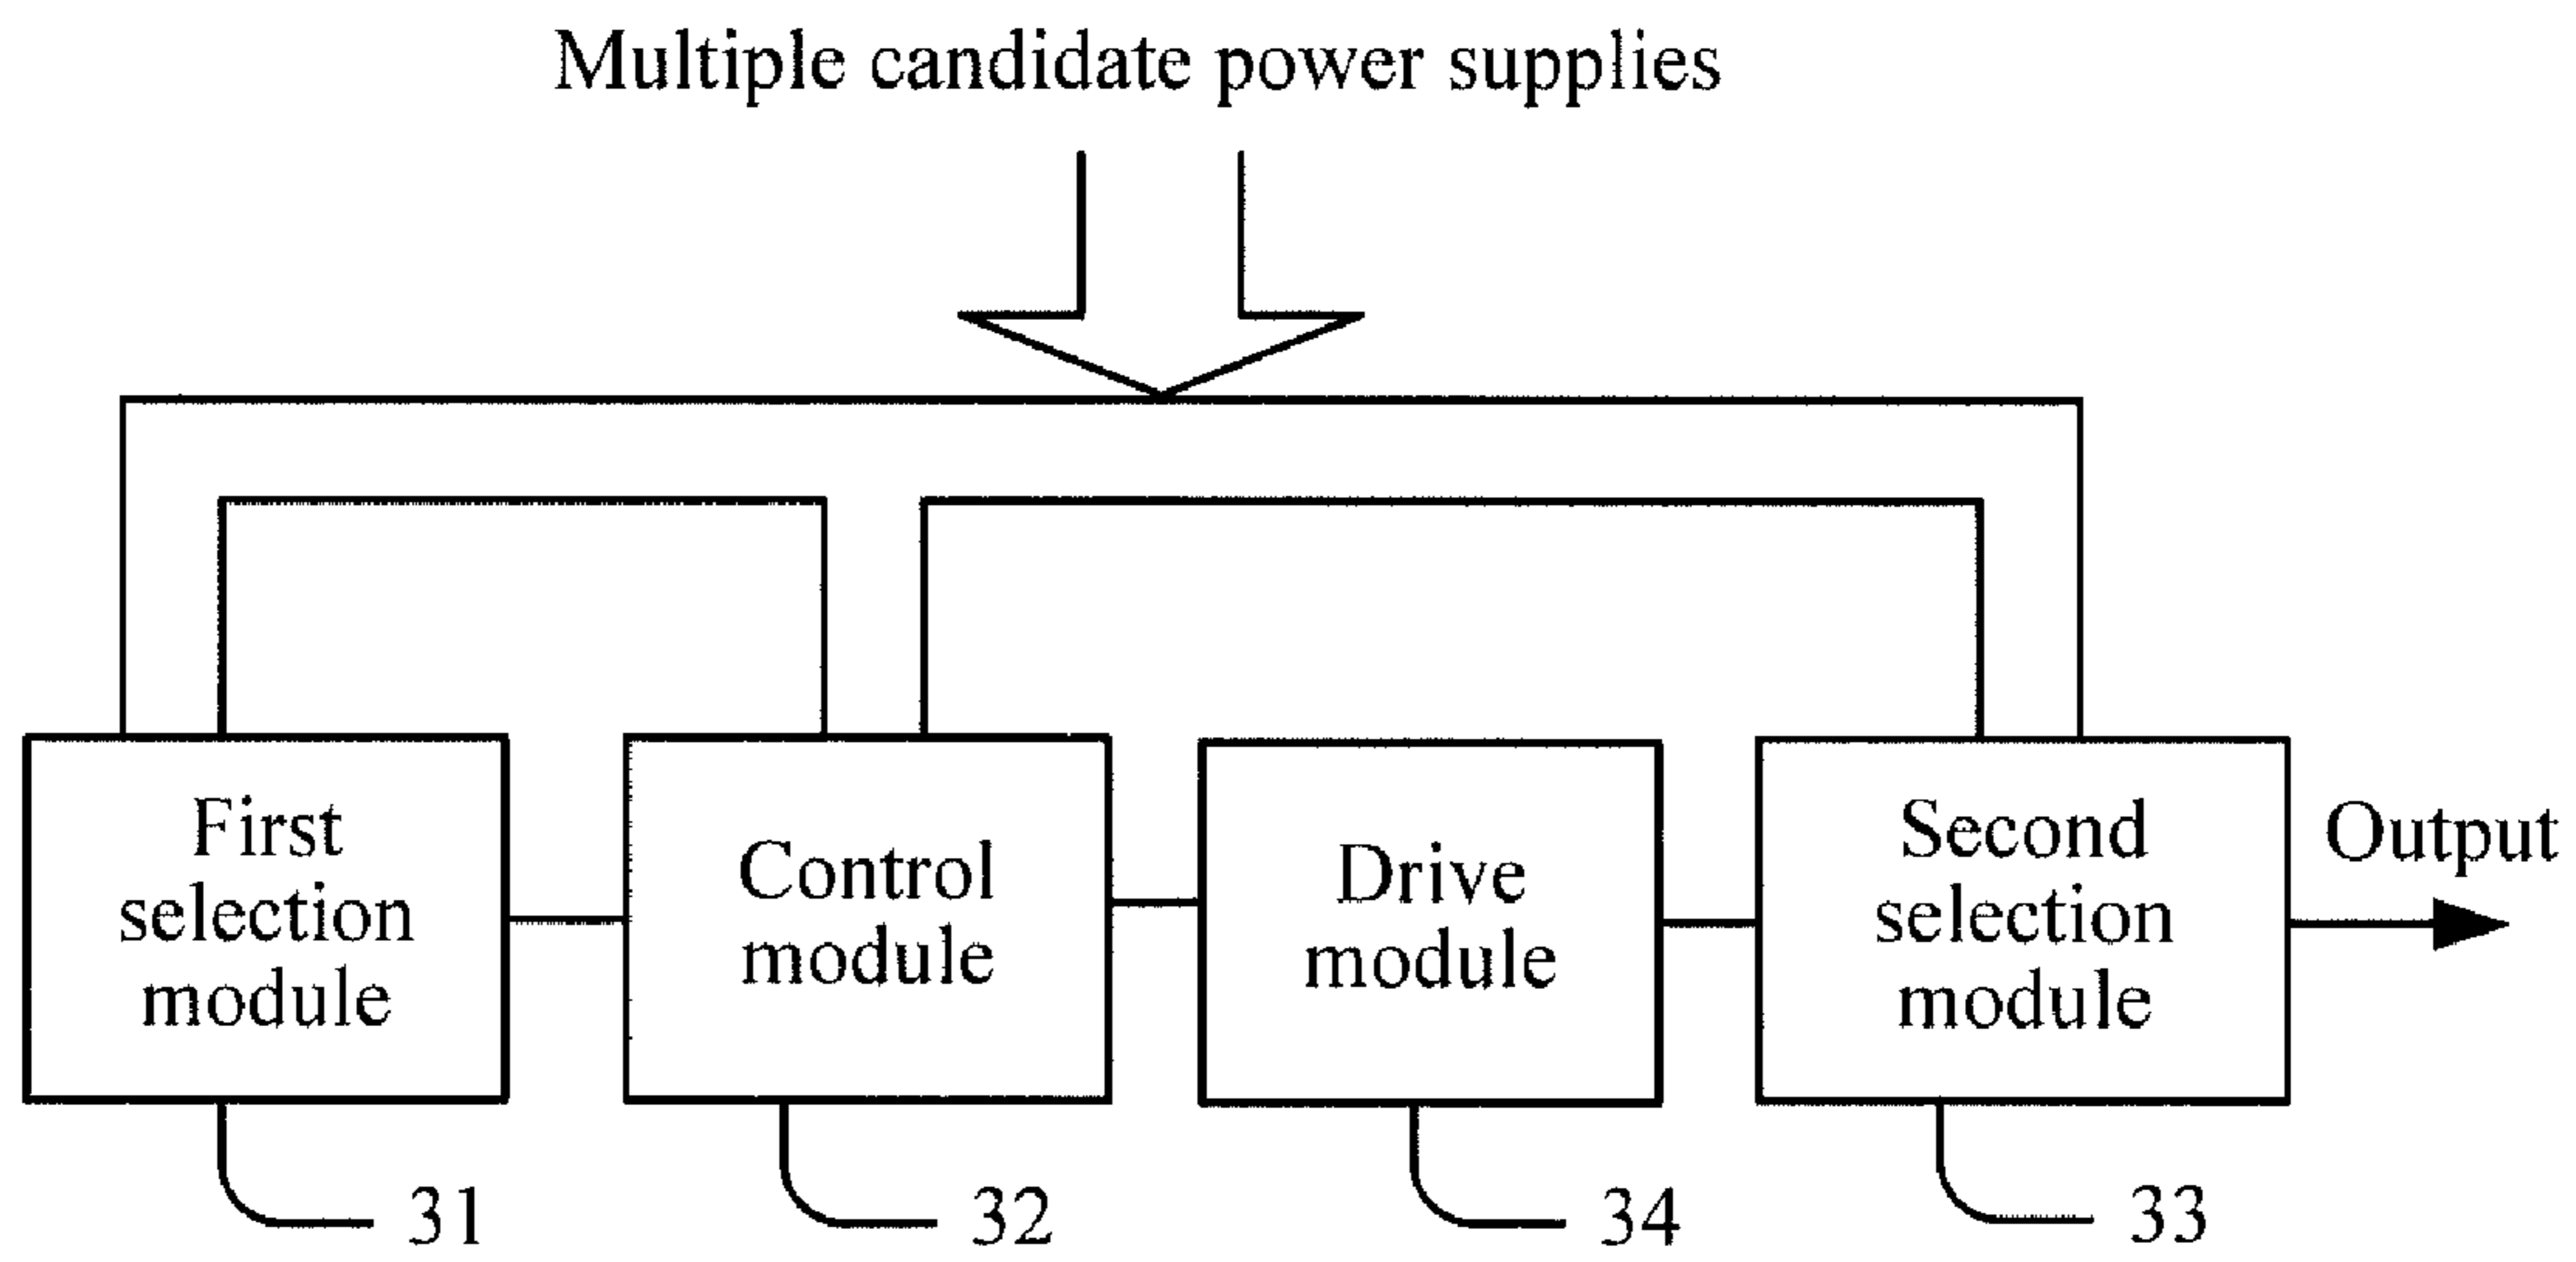 Multiple candidate power supplies
First
selection
module
Control
module
Drive
module
Second
selection
module
Output
31
32
34
33